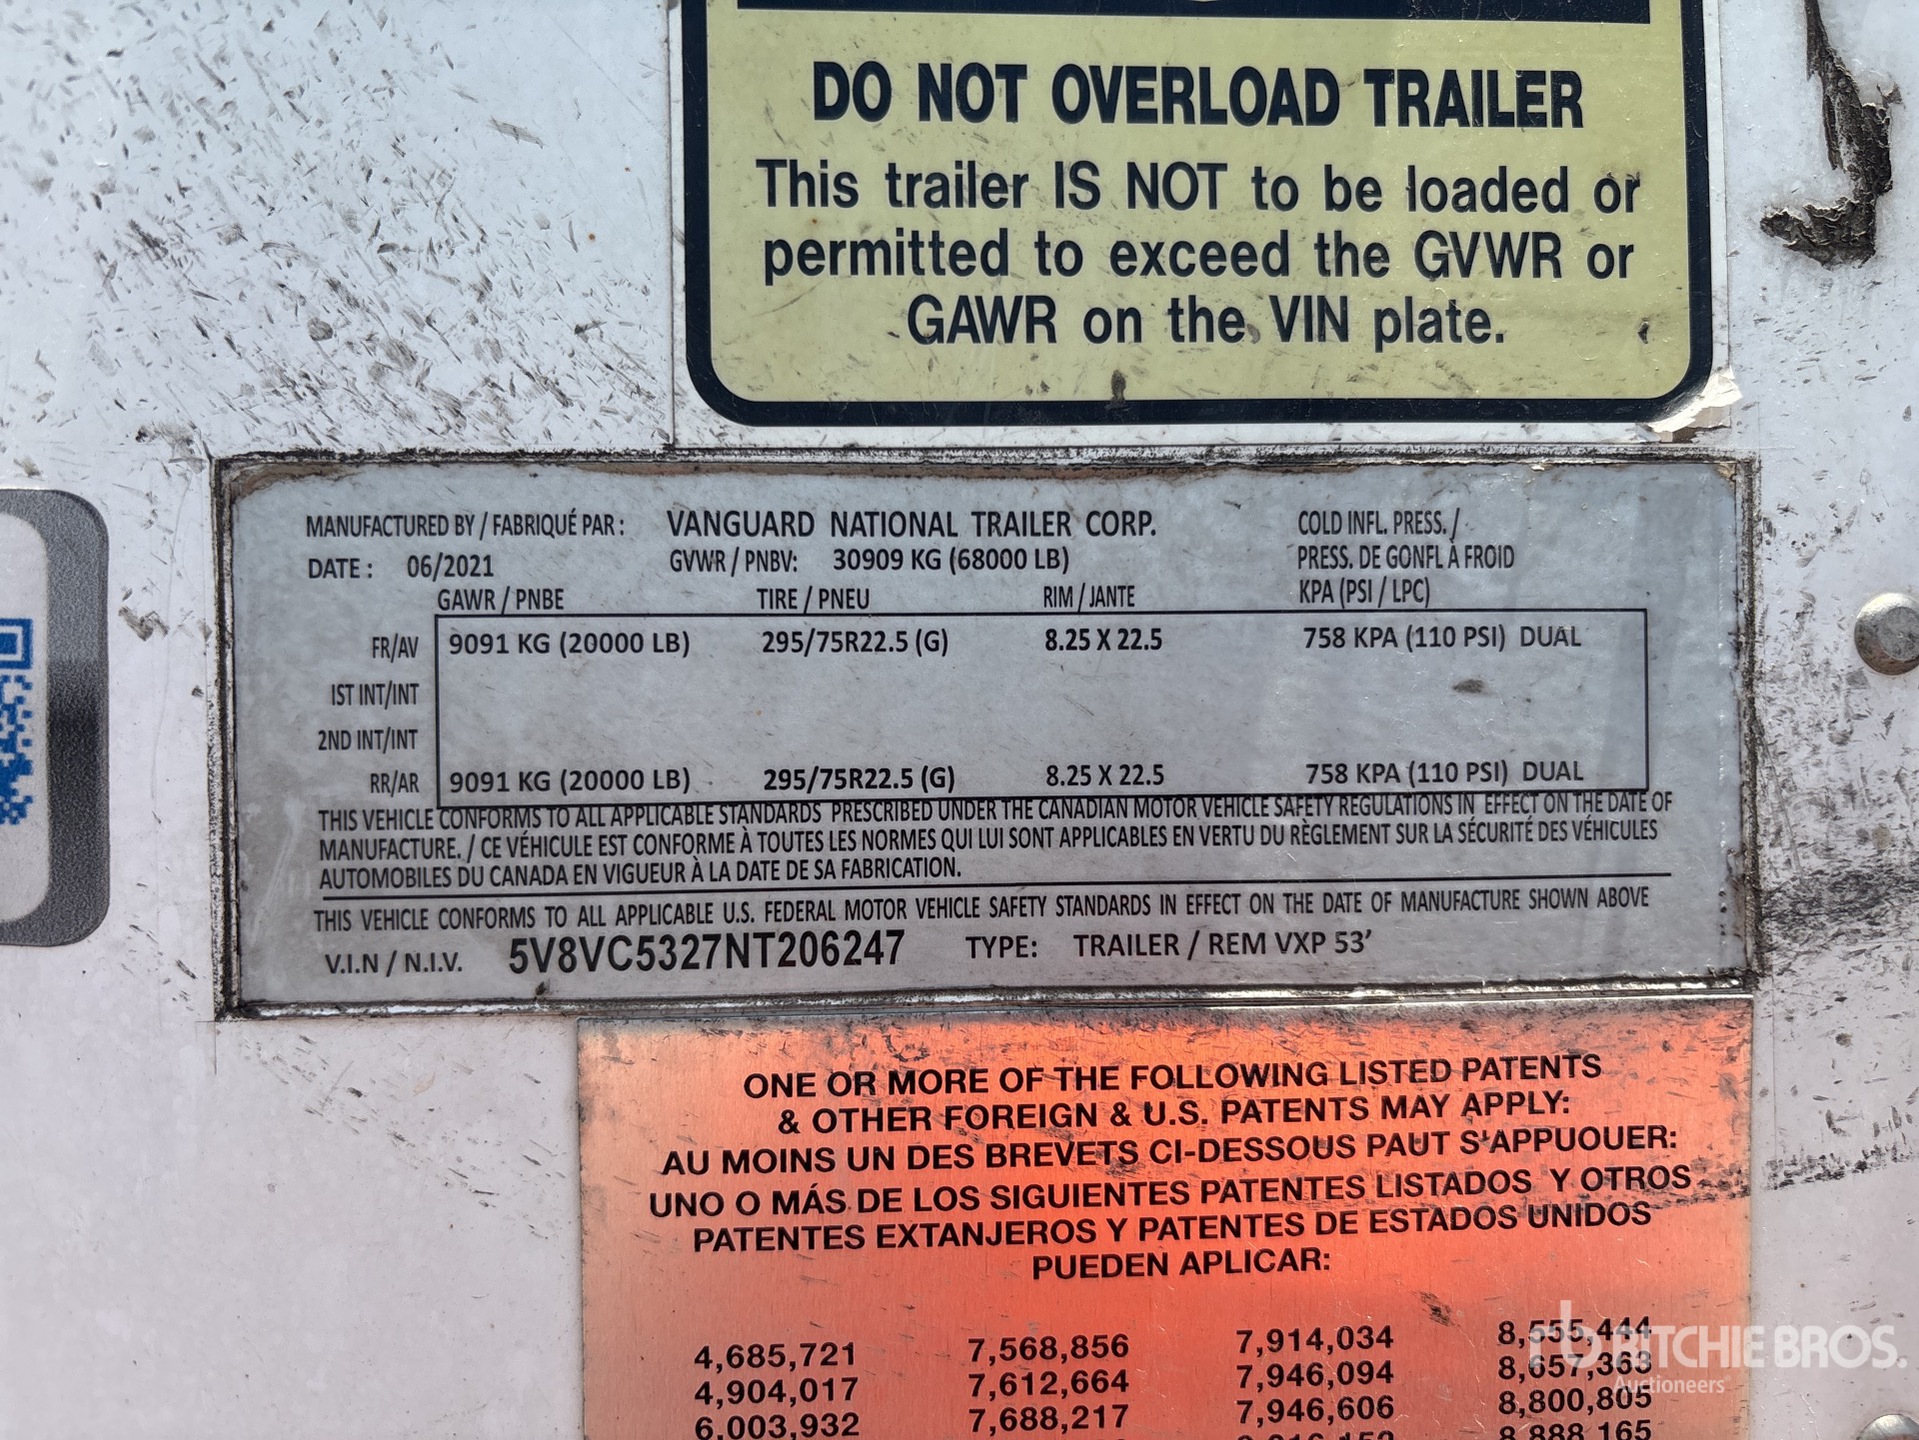 DO NOT OVERLOAD TRAILER
This trailer IS NOT to be loaded or
permitted to exceed the GVWR or
GAWR on the VIN plate.
MANUFACTURED BY / FABRIQUÉ PAR : VANGUARD NATIONAL TRAILER CORP. COLD INFL. PRESS. /
DATE : 06/2021 GVWR / PNBV: 30909 KG (68000 LB) PRESS. DE GONFL À FROID
GAWR / PNBE TIRE / PNEU RIM / JANTE KPA (PSI / LPC)
FR/AV 9091 KG (20000 LB) 295/75R22.5 (G) 8.25 X 22.5 758 KPA (110 PSI) DUAL
1ST INT/INT
2ND INT/INT
RR/AR 9091 KG (20000 LB) 295/75R22.5 (G) 8.25 X 22.5 758 KPA (110 PSI) DUAL
THIS VEHICLE CONFORMS TO ALL APPLICABLE STANDARDS PRESCRIBED UNDER THE CANADIAN MOTOR VEHICLE SAFETY REGULATIONS IN EFFECT ON THE DATE OF
MANUFACTURE. / CE VÉHICULE EST CONFORME À TOUTES LES NORMES QUI LUI SONT APPLICABLES EN VERTU DU RÈGLEMENT SUR LA SÉCURITÉ DES VÉHICULES
AUTOMOBILES DU CANADA EN VIGUEUR À LA DATE DE SA FABRICATION.
THIS VEHICLE CONFORMS TO ALL APPLICABLE U.S. FEDERAL MOTOR VEHICLE SAFETY STANDARDS IN EFFECT ON THE DATE OF MANUFACTURE SHOWN ABOVE
V.I.N / N.I.V. 5V8VC5327NT206247 TYPE: TRAILER / REM VXP 53'
ONE OR MORE OF THE FOLLOWING LISTED PATENTS
& OTHER FOREIGN & U.S. PATENTS MAY APPLY:
AU MOINS UN DES BREVETS CI-DESSOUS PAUT S'APPUOUER:
UNO O MÁS DE LOS SIGUIENTES PATENTES LISTADOS Y OTROS
PATENTES EXTANJEROS Y PATENTES DE ESTADOS UNIDOS
PUEDEN APLICAR:
4,685,721 7,568,856 7,914,034 8,555,444
4,904,017 7,612,664 7,946,094 8,657,363
6,003,932 7,688,217 7,946,606 8,800,805
8,888,165
rb RITCHIE BROS.
Auctioneers